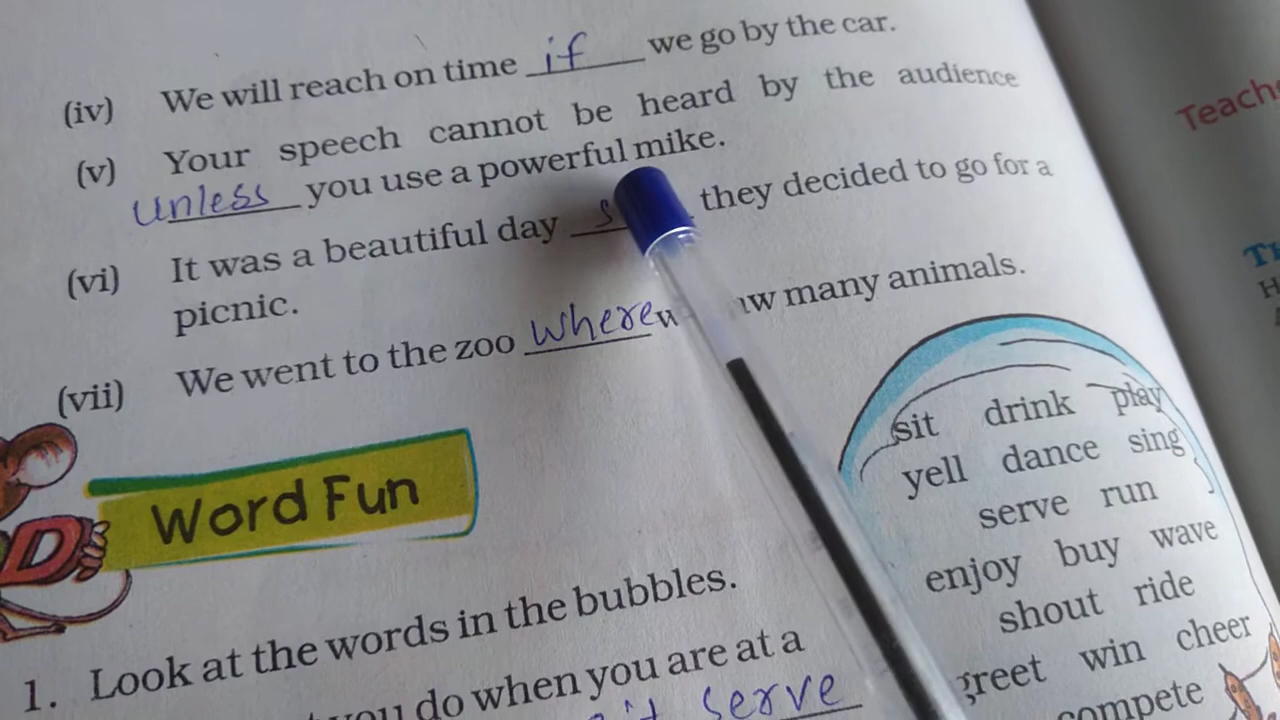 (iv) We will reach on time if we go by the car.
(v) Your speech cannot be heard by the audience
unless you use a powerful mike.
(vi) It was a beautiful day they decided to go for a
picnic.
(vii) We went to the zoo where many animals.
Word Fun
D
sit drink play
yell dance sing
serve run
enjoy buy wave
shout ride
greet win cheer
compete
1. Look at the words in the bubbles.
you do when you are at a
serve